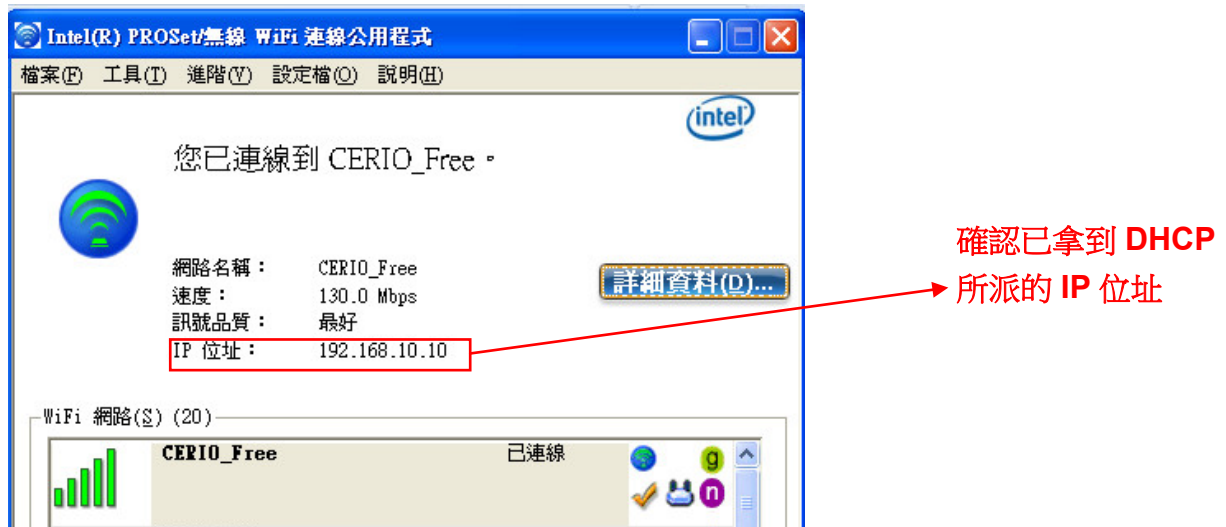 Intel(R) PROSet/無線 WiFi 連線公用程式
檔案(F) 工具(T) 進階(V) 設定檔(O) 說明(H)
intel
您已連線到 CERIO_Free。
網路名稱： CERIO_Free
速度： 130.0 Mbps
訊號品質： 最好
IP 位址： 192.168.10.10
詳細資料(D)...
確認已拿到 DHCP
所派的 IP 位址
WiFi 網路(S) (20)
CERIO_Free 已連線
g
n